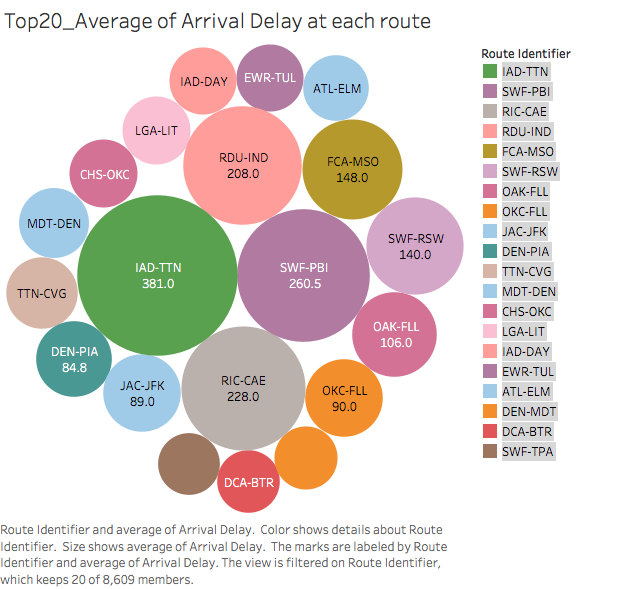 Top20_Average of Arrival Delay at each route
Route Identifier
IAD-TTN
SWF-PBI
RIC-CAE
RDU-IND
FCA-MSO
SWF-RSW
OAK-FLL
OKC-FLL
JAC-JFK
DEN-PIA
TTN-CVG
MDT-DEN
CHS-OKC
LGA-LIT
IAD-DAY
EWR-TUL
ATL-ELM
DEN-MDT
DCA-BTR
SWF-TPA
IAD-DAY
EWR-TUL
ATL-ELM
LGA-LIT
RDU-IND
208.0
FCA-MSO
148.0
CHS-OKC
MDT-DEN
SWF-RSW
140.0
IAD-TTN
381.0
SWF-PBI
260.5
TTN-CVG
OAK-FLL
106.0
DEN-PIA
84.8
JAC-JFK
89.0
RIC-CAE
228.0
OKC-FLL
90.0
DCA-BTR
Route Identifier and average of Arrival Delay.  Color shows details about Route
Identifier.  Size shows average of Arrival Delay.  The marks are labeled by Route
Identifier and average of Arrival Delay. The view is filtered on Route Identifier,
which keeps 20 of 8,609 members.